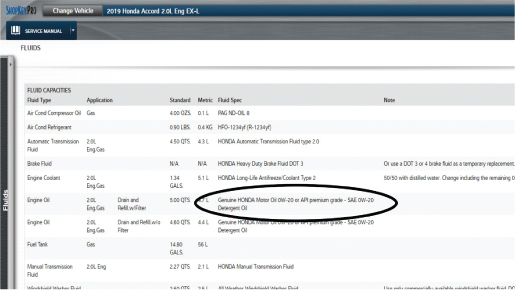 SHOPKEYPRO Change Vehicle 2019 Honda Accord 2.0L Eng EX-L
SERVICE MANUAL
FLUIDS
FLUID CAPACITIES
Fluid Type Application Standard Metric Fluid Spec Note
Air Cond Compressor Oil Gas 4.00 OZS. 0.1 L PAG ND-OIL 8
Air Cond Refrigerant 0.90 LBS. 0.4 KG HFO-1234yf (R-1234yf)
Automatic Transmission 2.0L 4.50 QTS. 4.3 L HONDA Automatic Transmission Fluid type 2.0
Fluid Eng:Gas
Brake Fluid N/A N/A HONDA Heavy Duty Brake Fluid DOT 3 Or use a DOT 3 or 4 brake fluid as a temporary replacement.
Engine Coolant 2.0L 1.34 5.1 L HONDA Long-Life Antifreeze/Coolant Type 2 50/50 with distilled water. Change including the remaining 0
Eng:Gas GALS.
Engine Oil 2.0L Drain and 5.00 QTS. 4.7 L Genuine HONDA Motor Oil 0W-20 or API premium grade - SAE 0W-20
Eng:Gas Refill.w/Filter Detergent Oil
Engine Oil 2.0L Drain and Refill.w/o 4.60 QTS. 4.4 L Genuine HONDA Motor Oil 0W-20 or API premium grade - SAE 0W-20
Eng:Gas Filter Detergent Oil
Fuel Tank Gas 14.80 56 L
GALS.
Manual Transmission 2.0L Eng 2.27 QTS. 2.1 L HONDA Manual Transmission Fluid
Fluid
Windshield Washer Fluid 2.60 QTS. All Weather Windshield Washer Fluid Use only commercially available windshield washer fluid. DO
Fluids